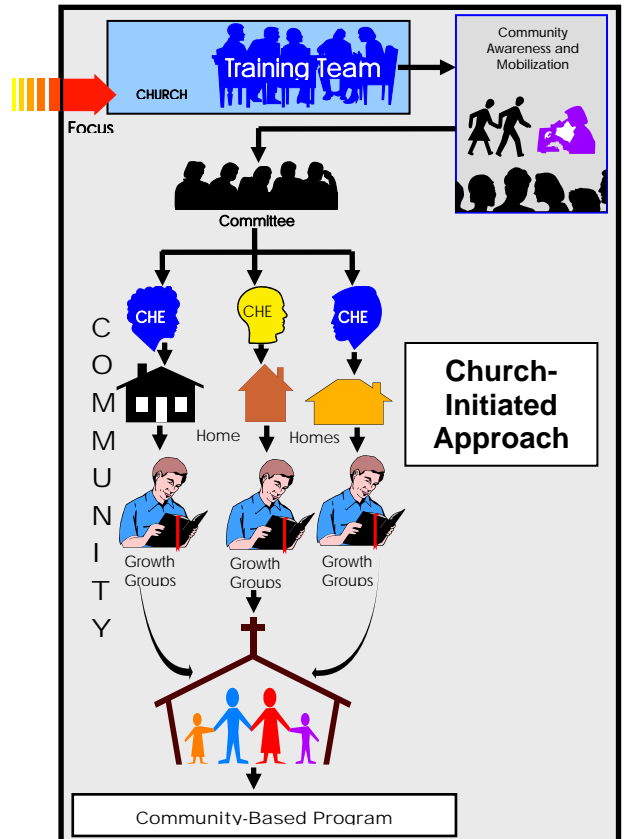 Training Team
CHURCH
Focus
Community
Awareness and
Mobilization
Committee
CHE
CHE
CHE
COMMUNITY
Church-
Initiated
Approach
Home
Homes
Growth
Groups
Growth
Groups
Growth
Groups
Community-Based Program